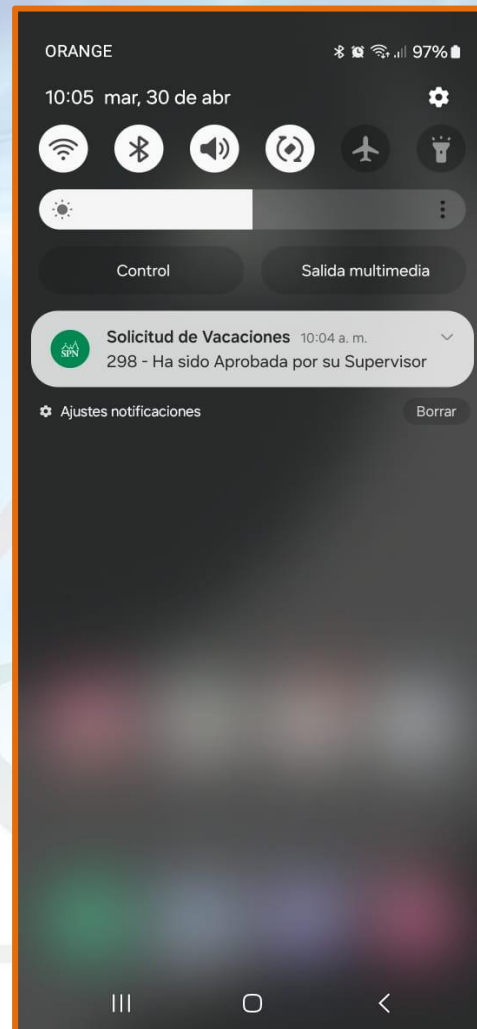 ORANGE 97%
10:05 mar, 30 de abr
Control Salida multimedia
SPN
Solicitud de Vacaciones 10:04 a. m.
298 - Ha sido Aprobada por su Supervisor
Ajustes notificaciones Borrar